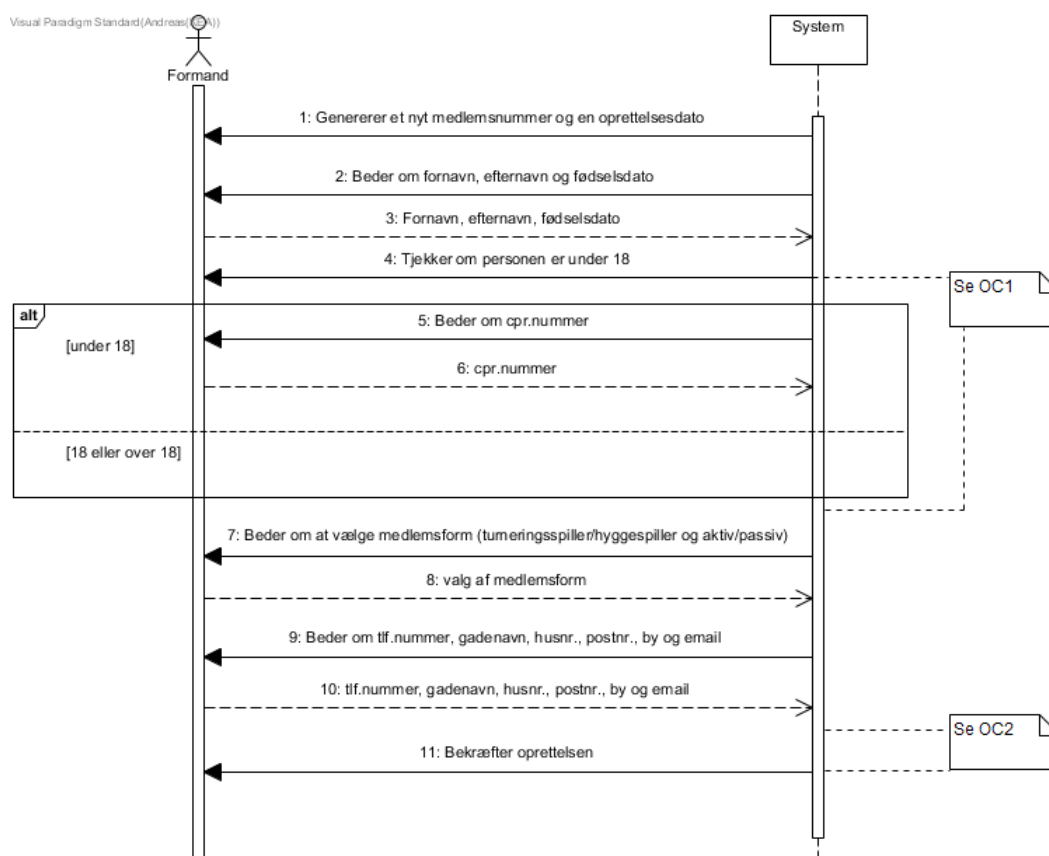 Visual Paradigm Standard(Andreas(KEA))
Formand
System
1: Genererer et nyt medlemsnummer og en oprettelsesdato
2: Beder om fornavn, efternavn og fødselsdato
3: Fornavn, efternavn, fødselsdato
4: Tjekker om personen er under 18
Se OC1
alt
5: Beder om cpr.nummer
[under 18]
6: cpr.nummer
[18 eller over 18]
7: Beder om at vælge medlemsform (turneringsspiller/hyggespiller og aktiv/passiv)
8: valg af medlemsform
9: Beder om tlf.nummer, gadenavn, husnr., postnr., by og email
10: tlf.nummer, gadenavn, husnr., postnr., by og email
Se OC2
11: Bekræfter oprettelsen